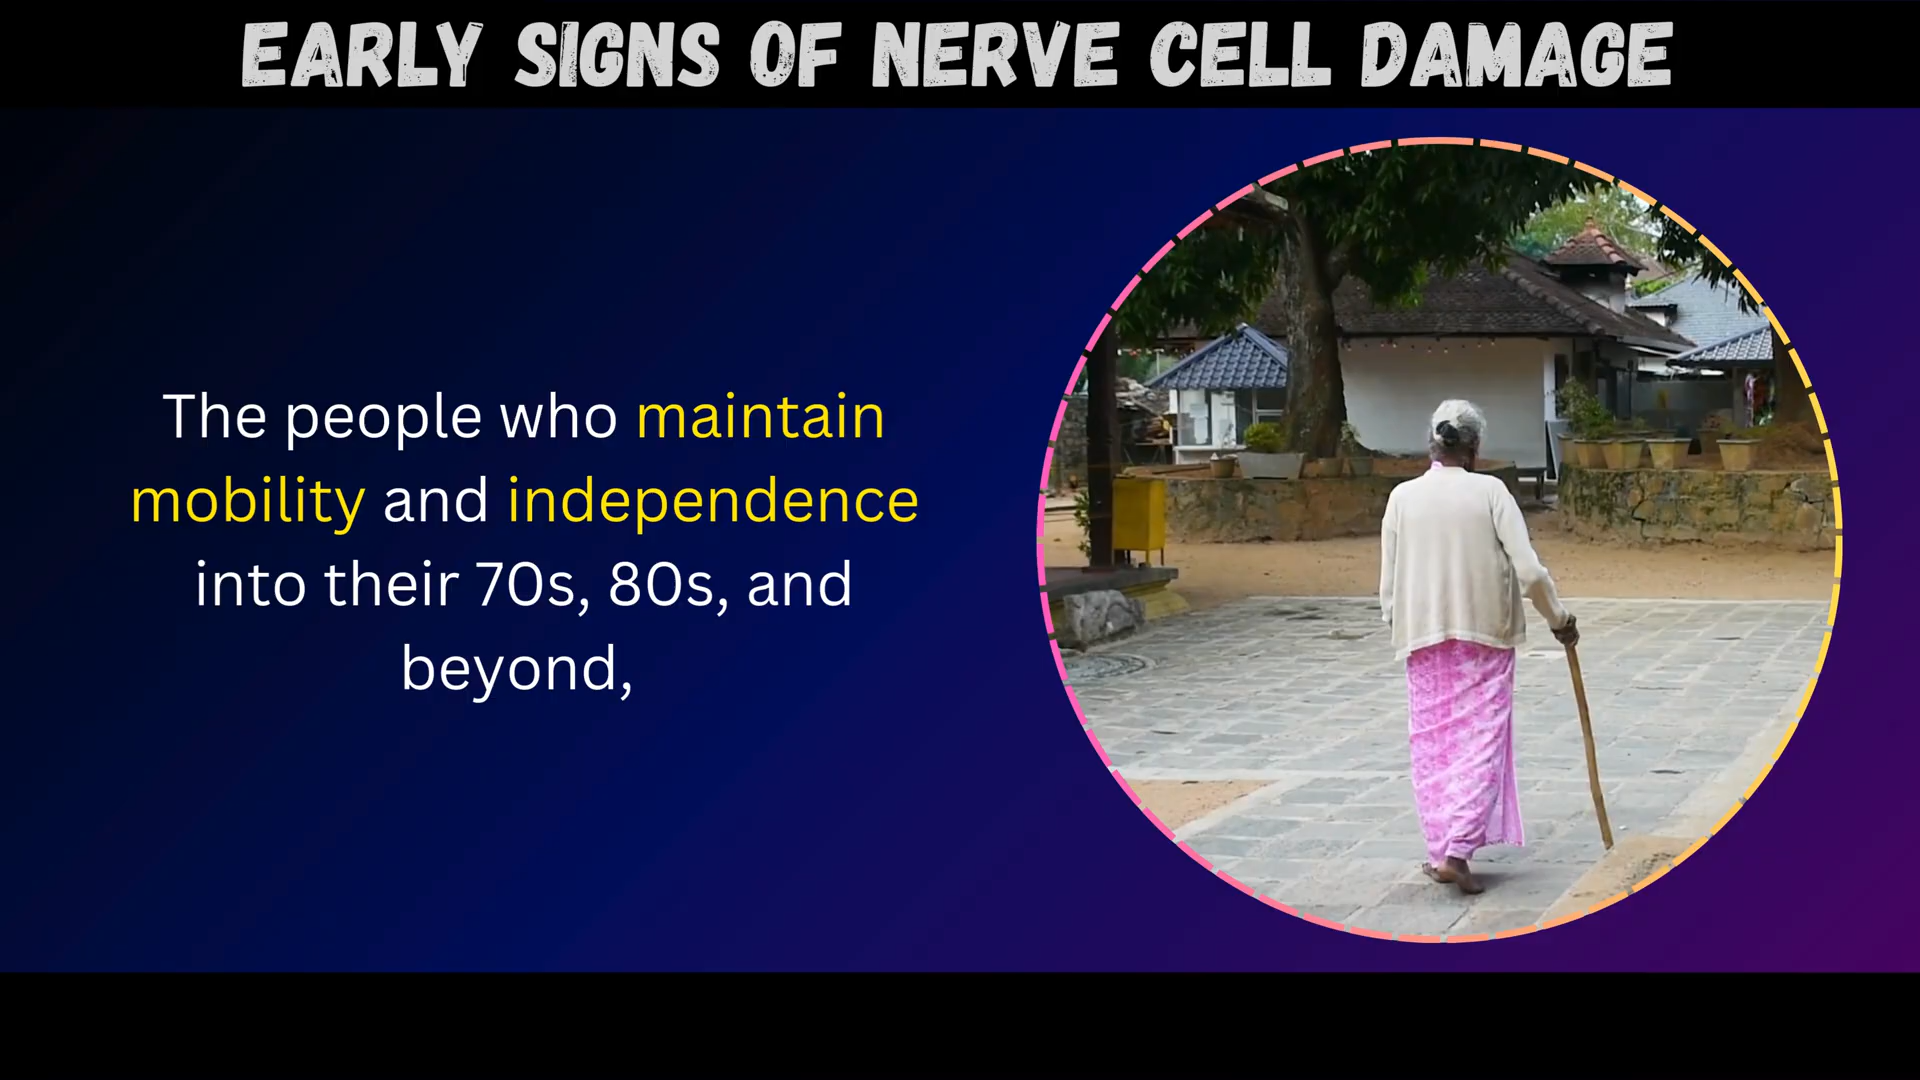 EARLY SIGNS OF NERVE CELL DAMAGE
The people who maintain
mobility and independence
into their 70s, 80s, and
beyond,